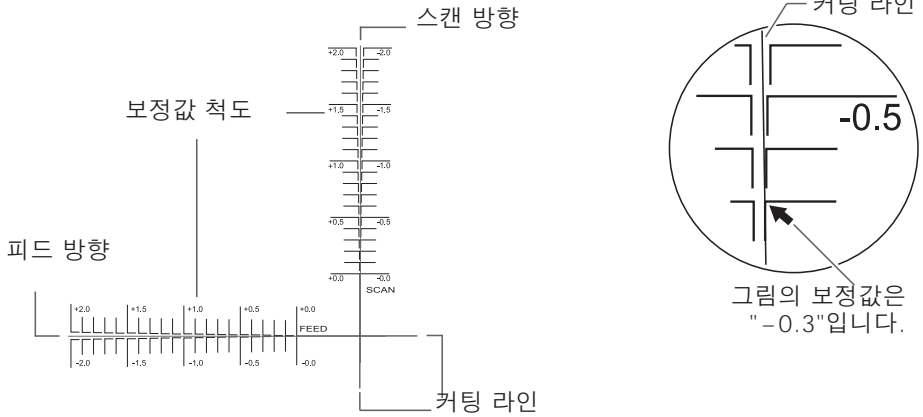 스캔 방향
커팅 라인
+2.0 -2.0
보정값 척도
+1.5 -1.5
-0.5
+1.0 -1.0
+0.5 -0.5
피드 방향
+0.0 -0.0
SCAN
그림의 보정값은
"-0.3"입니다.
+2.0 +1.5 +1.0 +0.5 +0.0
FEED
-2.0 -1.5 -1.0 -0.5 -0.0
커팅 라인